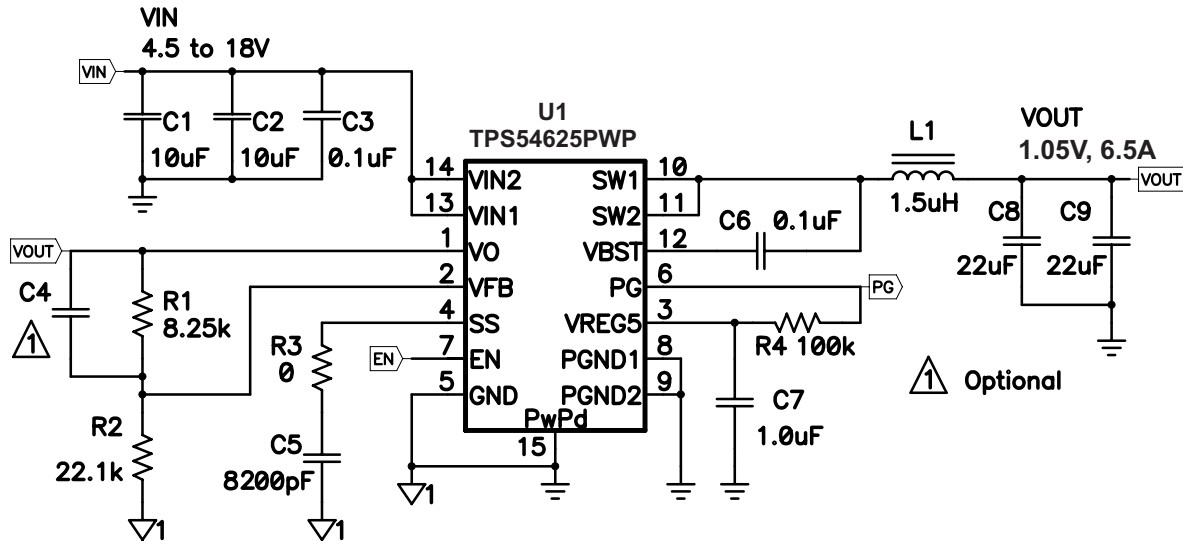 VIN
4.5 to 18V
VIN
C1
10uF
C2
10uF
C3
0.1uF
U1
TPS54625PWP
14 VIN2
13 VIN1
1 VO
2 VFB
4 SS
7 EN
5 GND
SW1 10
SW2 11
VBST 12
PG 6
VREG5 3
PGND1 8
PGND2 9
PwPd
15
L1
1.5uH
VOUT
1.05V, 6.5A
VOUT
C6 0.1uF
C8
22uF
C9
22uF
PG
R4 100k
C7
1.0uF
1 Optional
VOUT
C4
1
R1
8.25k
R2
22.1k
1
R3
0
C5
8200pF
1
EN
1